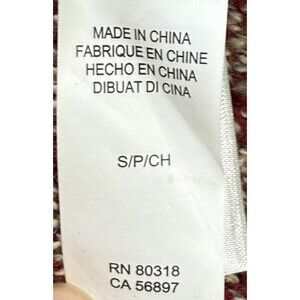 MADE IN CHINA
FABRIQUE EN CHINE
HECHO EN CHINA
DIBUAT DI CINA
S/P/CH
RN 80318
CA 56897